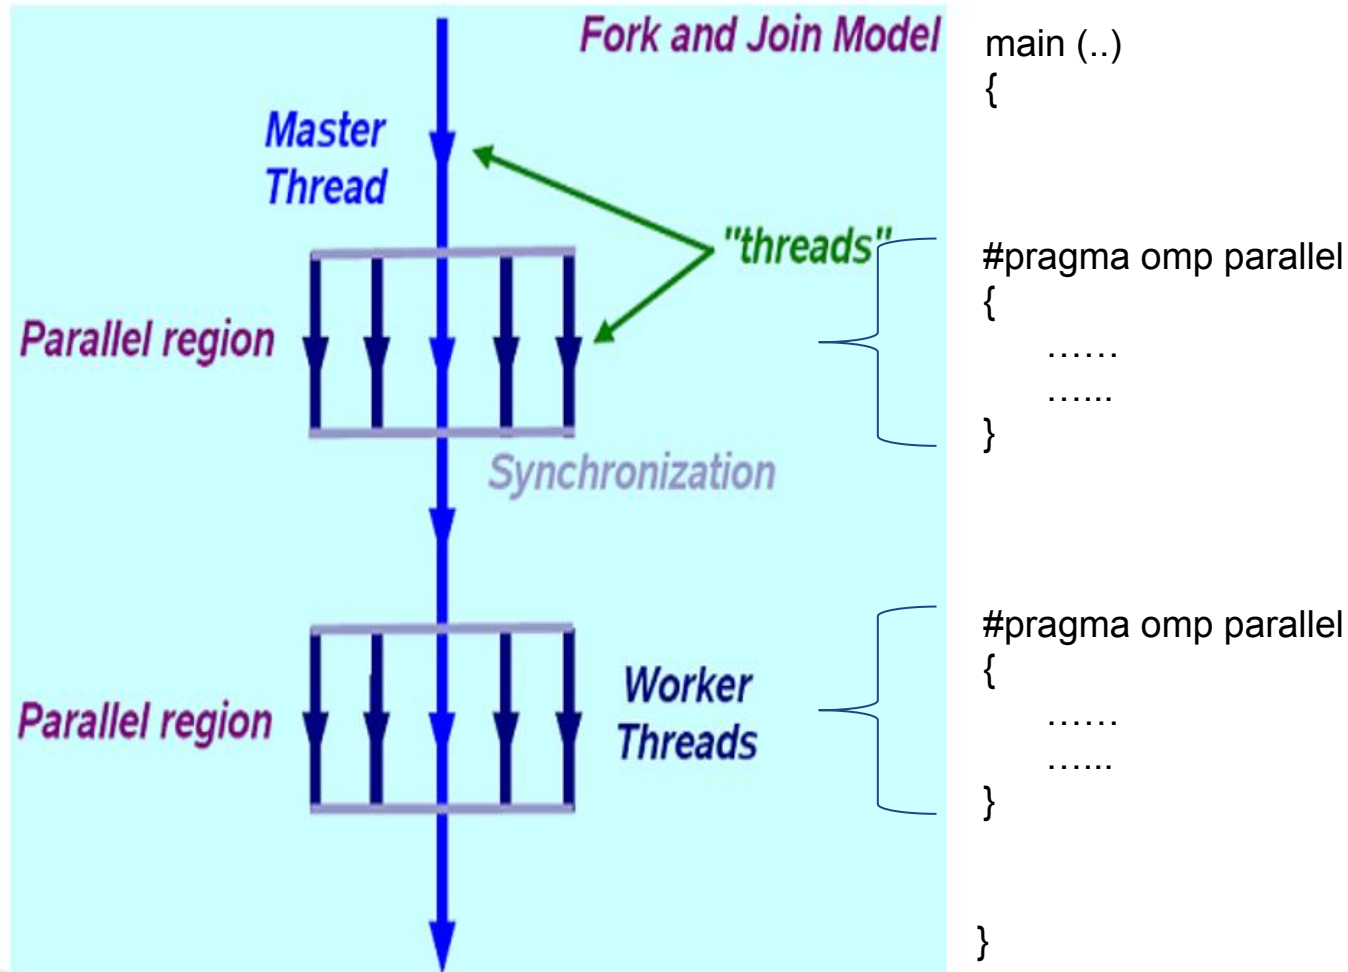 Fork and Join Model
Master
Thread
"threads"
Parallel region
Synchronization
Parallel region
Worker
Threads
main (..)
{
#pragma omp parallel
{
……
…...
}
#pragma omp parallel
{
……
…...
}
}